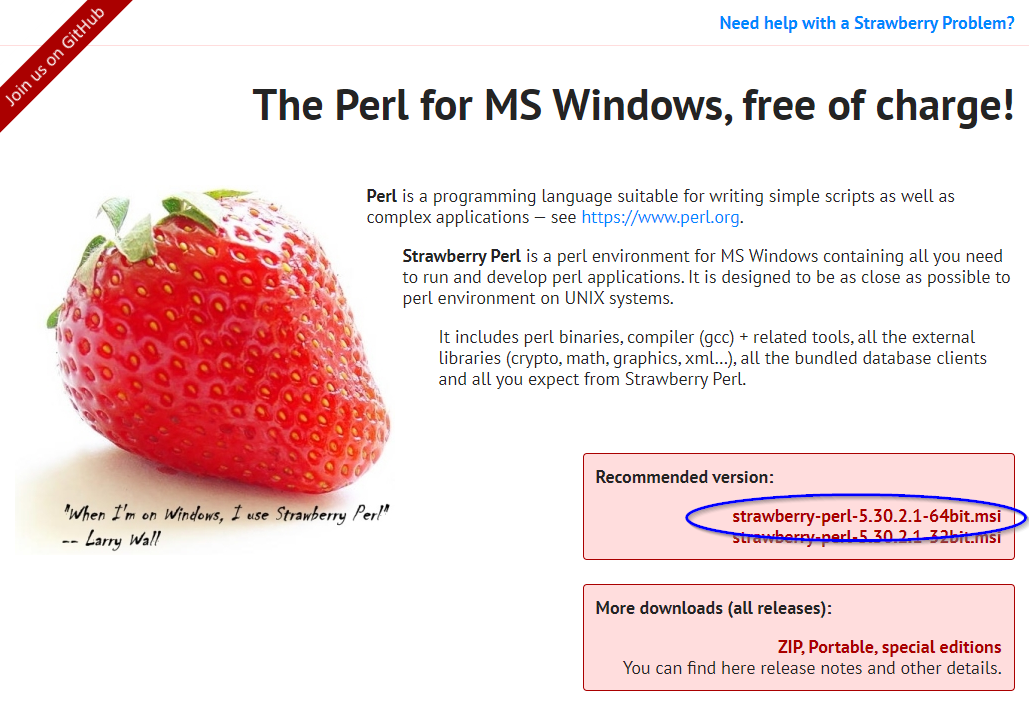 Join us on GitHub
Need help with a Strawberry Problem?
The Perl for MS Windows, free of charge!
Perl is a programming language suitable for writing simple scripts as well as
complex applications — see https://www.perl.org.
Strawberry Perl is a perl environment for MS Windows containing all you need
to run and develop perl applications. It is designed to be as close as possible to
perl environment on UNIX systems.
It includes perl binaries, compiler (gcc) + related tools, all the external
libraries (crypto, math, graphics, xml...), all the bundled database clients
and all you expect from Strawberry Perl.
"When I'm on Windows, I use Strawberry Perl"
-- Larry Wall
Recommended version:
strawberry-perl-5.30.2.1-64bit.msi
strawberry-perl-5.30.2.1-32bit.msi
More downloads (all releases):
ZIP, Portable, special editions
You can find here release notes and other details.